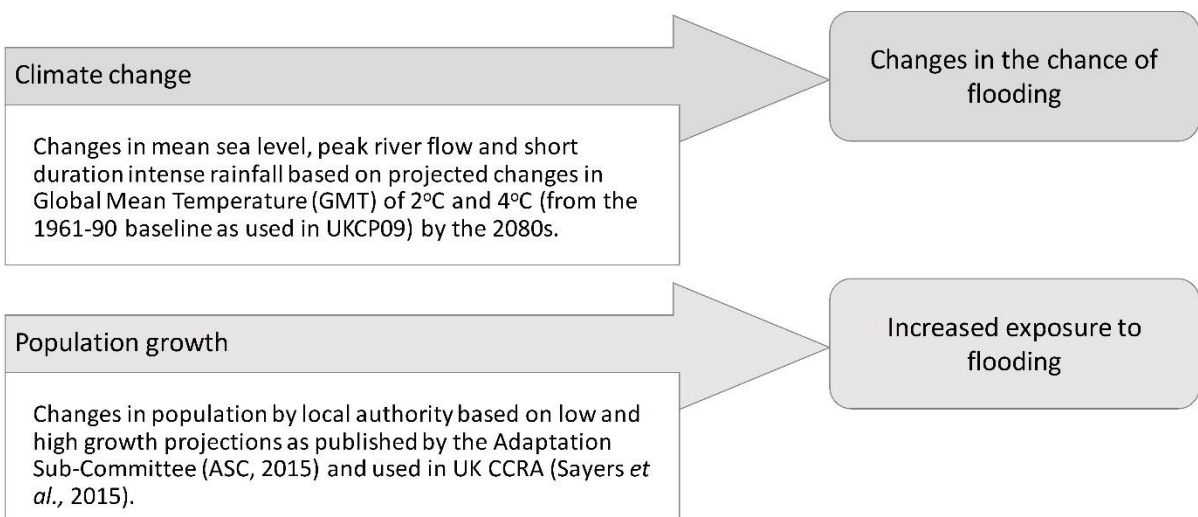 Climate change
Changes in the chance of
flooding
Changes in mean sea level, peak river flow and short
duration intense rainfall based on projected changes in
Global Mean Temperature (GMT) of 2°C and 4°C (from the
1961-90 baseline as used in UKCP09) by the 2080s.
Population growth
Increased exposure to
flooding
Changes in population by local authority based on low and
high growth projections as published by the Adaptation
Sub-Committee (ASC, 2015) and used in UK CCRA (Sayers et
al., 2015).